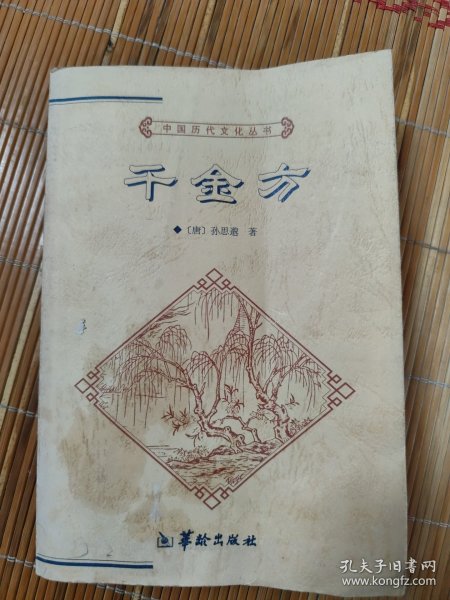 中国历代文化丛书
千金方
◆〔唐〕孙思邈 著
华龄出版社
孔夫子旧书网
www.kongfz.com